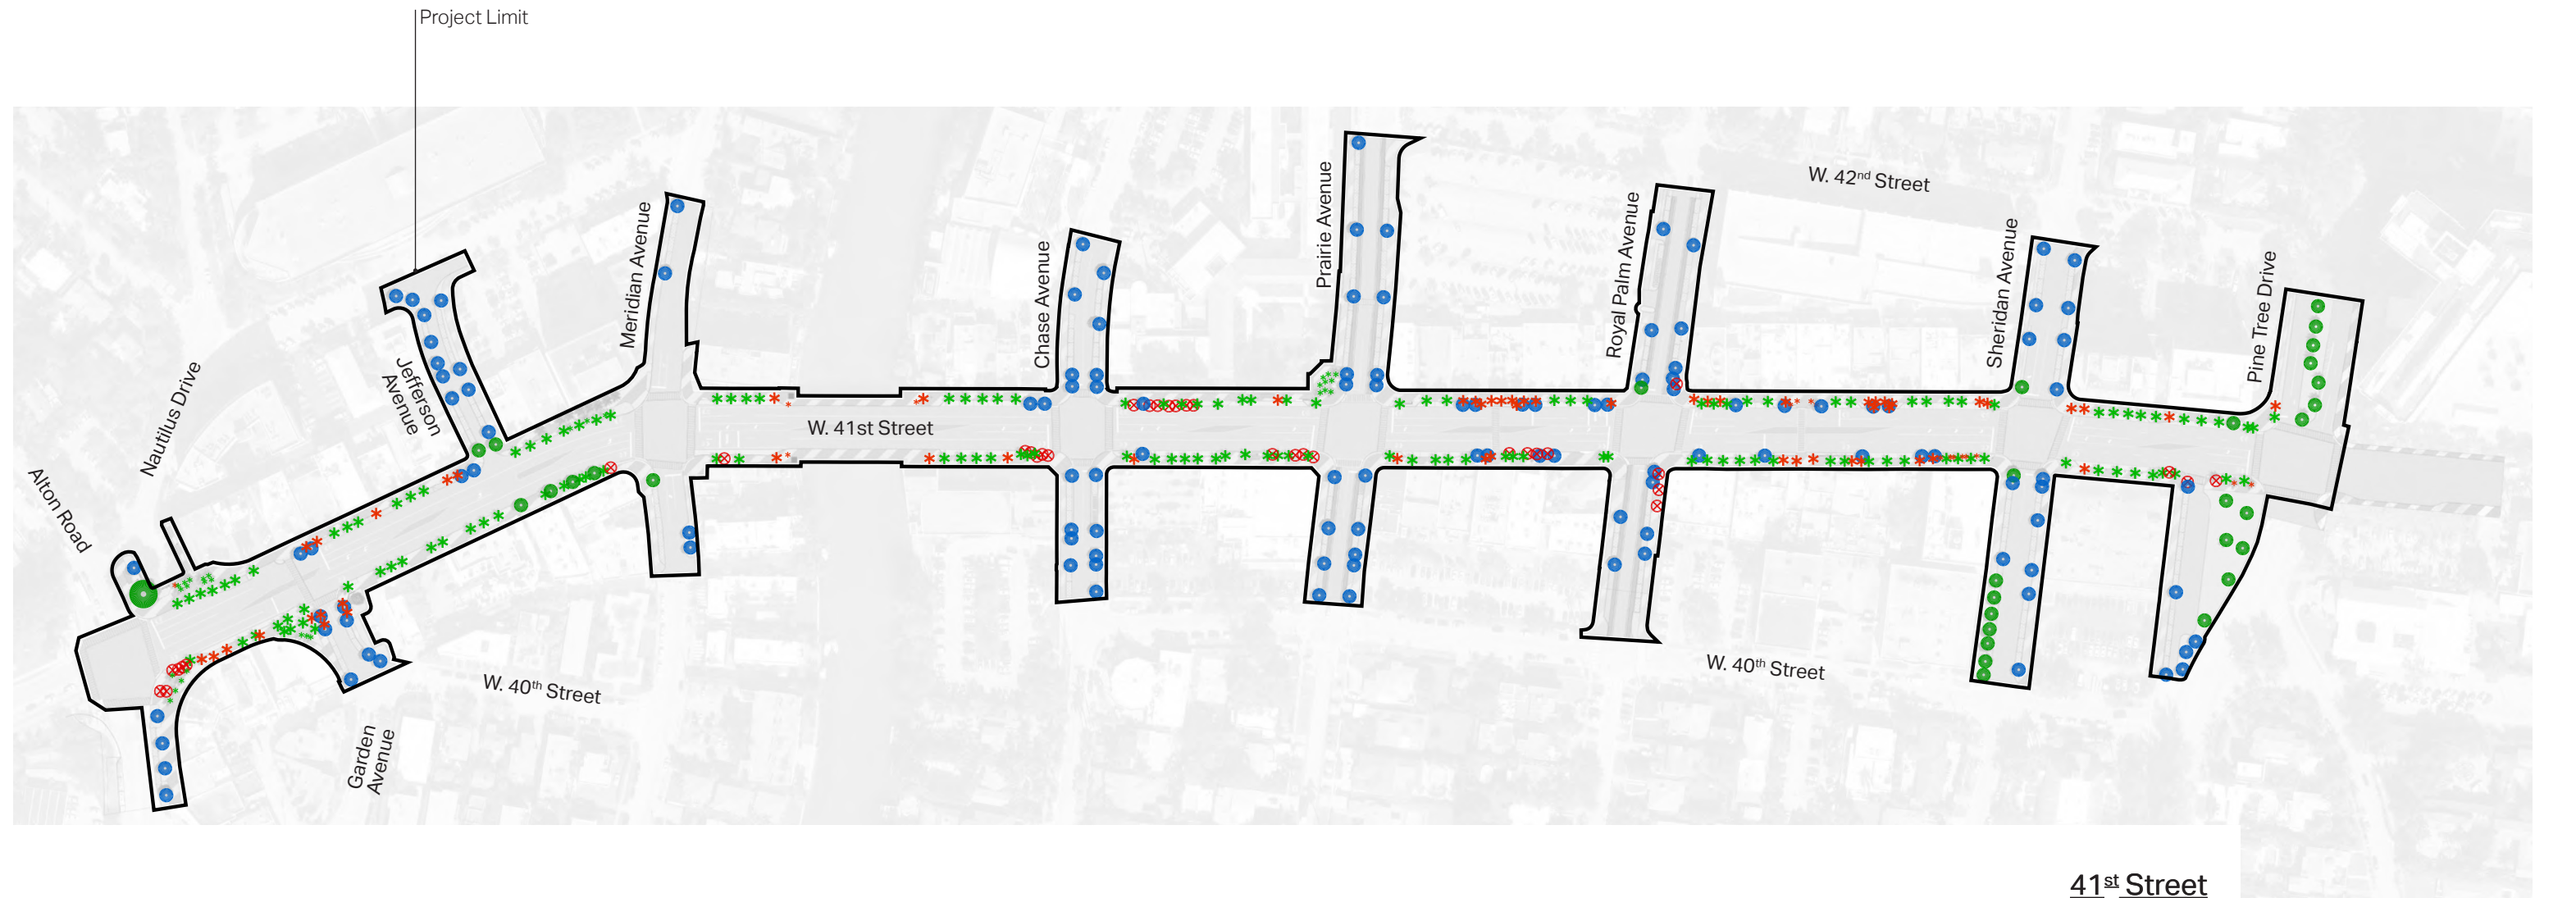 Project Limit
W. 42nd Street
Prairie Avenue
Royal Palm Avenue
Meridian Avenue
Sheridan Avenue
Chase Avenue
Pine Tree Drive
Jefferson
Avenue
Nautilus Drive
W. 41st Street
Alton Road
W. 40th Street
W. 40th Street
Garden
Avenue
41st Street